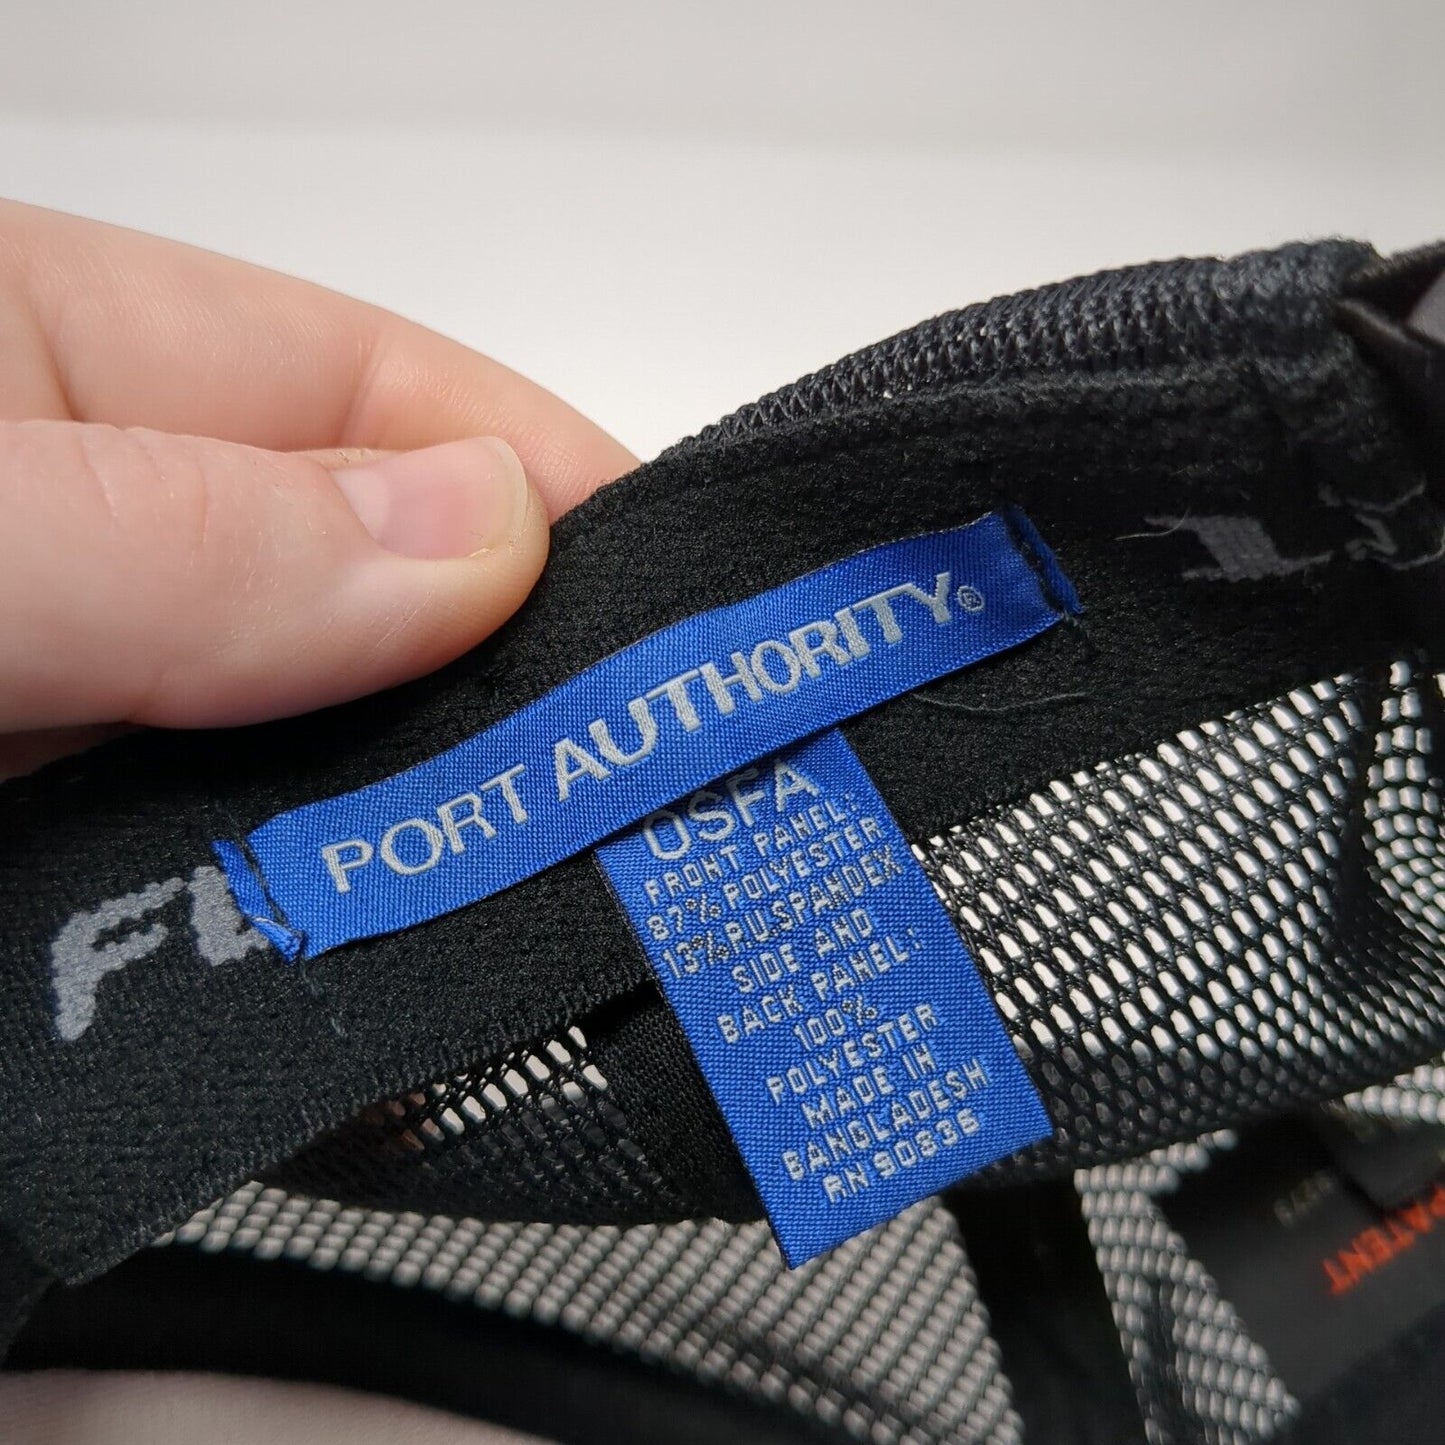 PORT AUTHORITY®
OSFA
FRONT PANEL:
87% POLYESTER
13% P.U.SPANDEX
SIDE AND
BACK PANEL:
100%
POLYESTER
MADE IN
BANGLADESH
RN 90836
PATENT